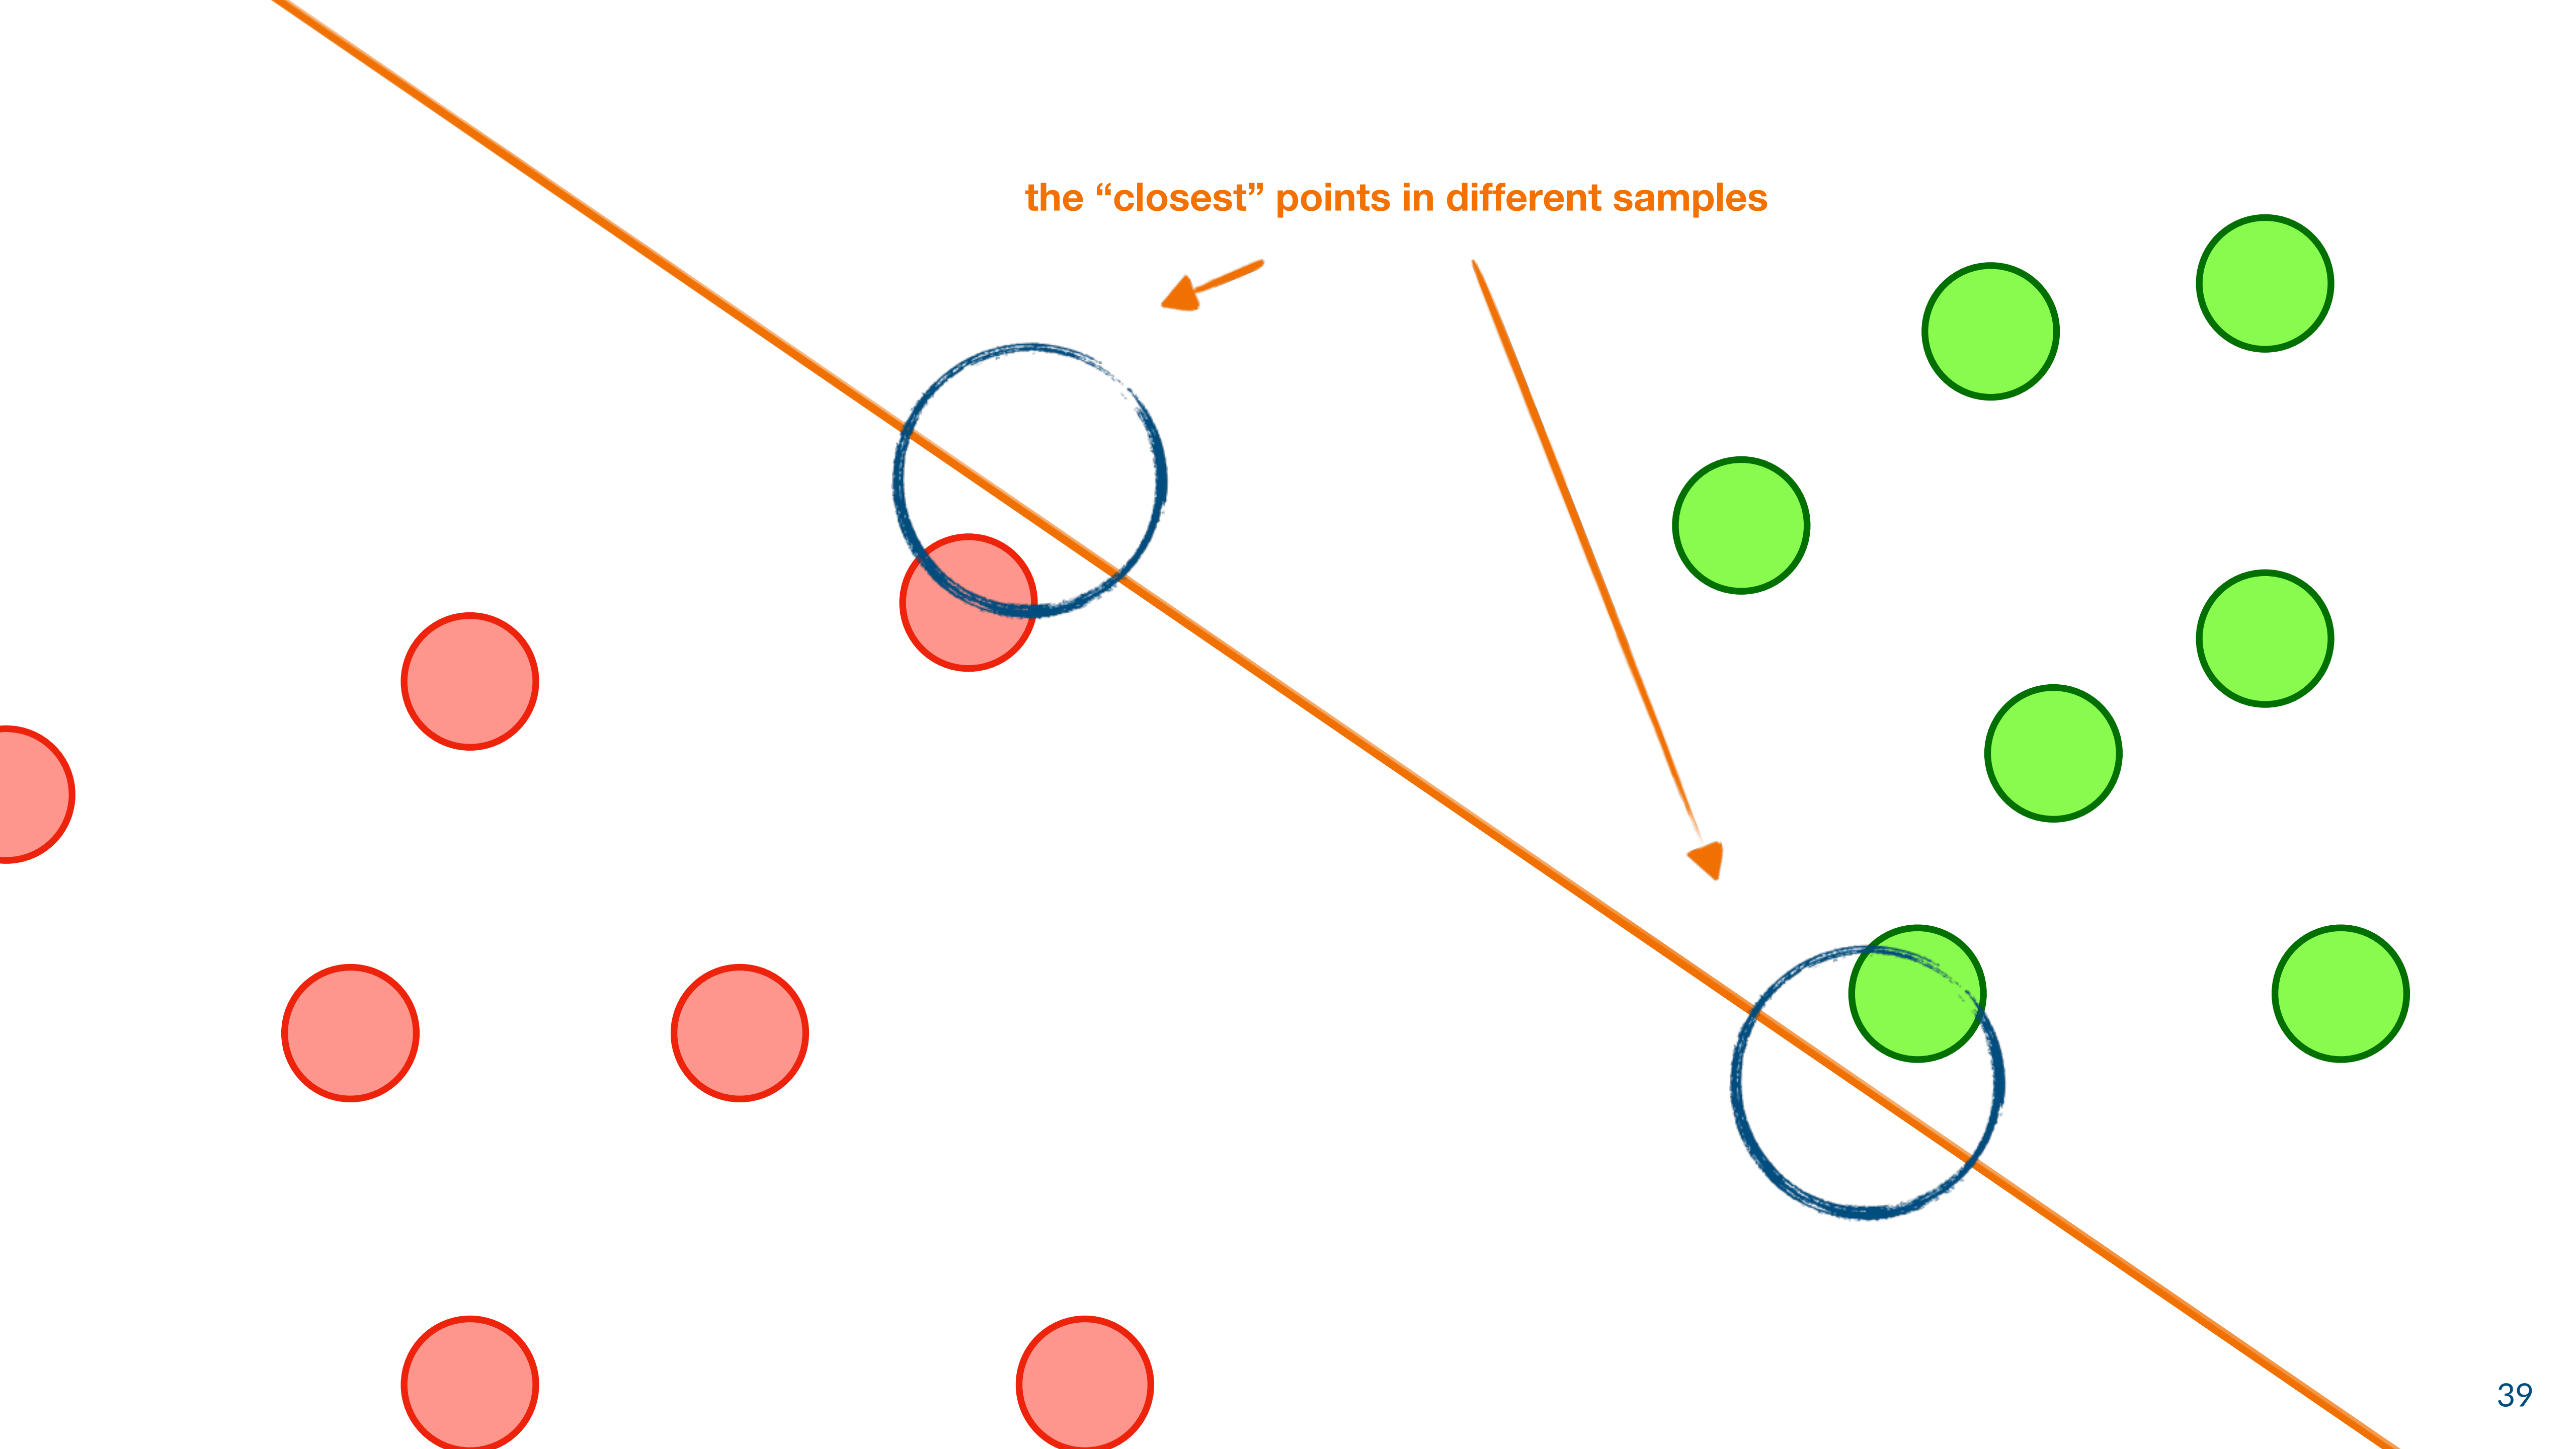 the “closest” points in different samples
39